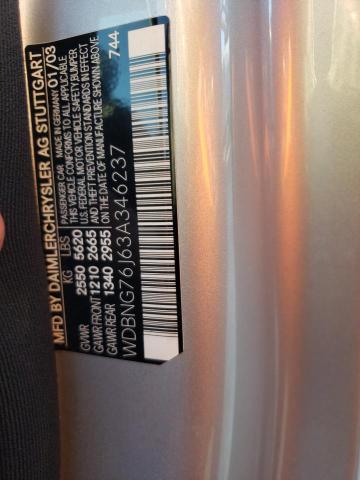 MFD BY DAIMLERCHRYSLER AG STUTTGART
PASSENGER CAR MADE IN GERMANY 01/03
KG LBS
GVWR 2550 5620
GAWR FRONT 1210 2665
GAWR REAR 1340 2955
THIS VEHICLE CONFORMS TO ALL APPLICABLE
U.S. FEDERAL MOTOR VEHICLE SAFETY, BUMPER
AND THEFT PREVENTION STANDARDS IN EFFECT
ON THE DATE OF MANUFACTURE SHOWN ABOVE.
WDBNG76J63A346237 744